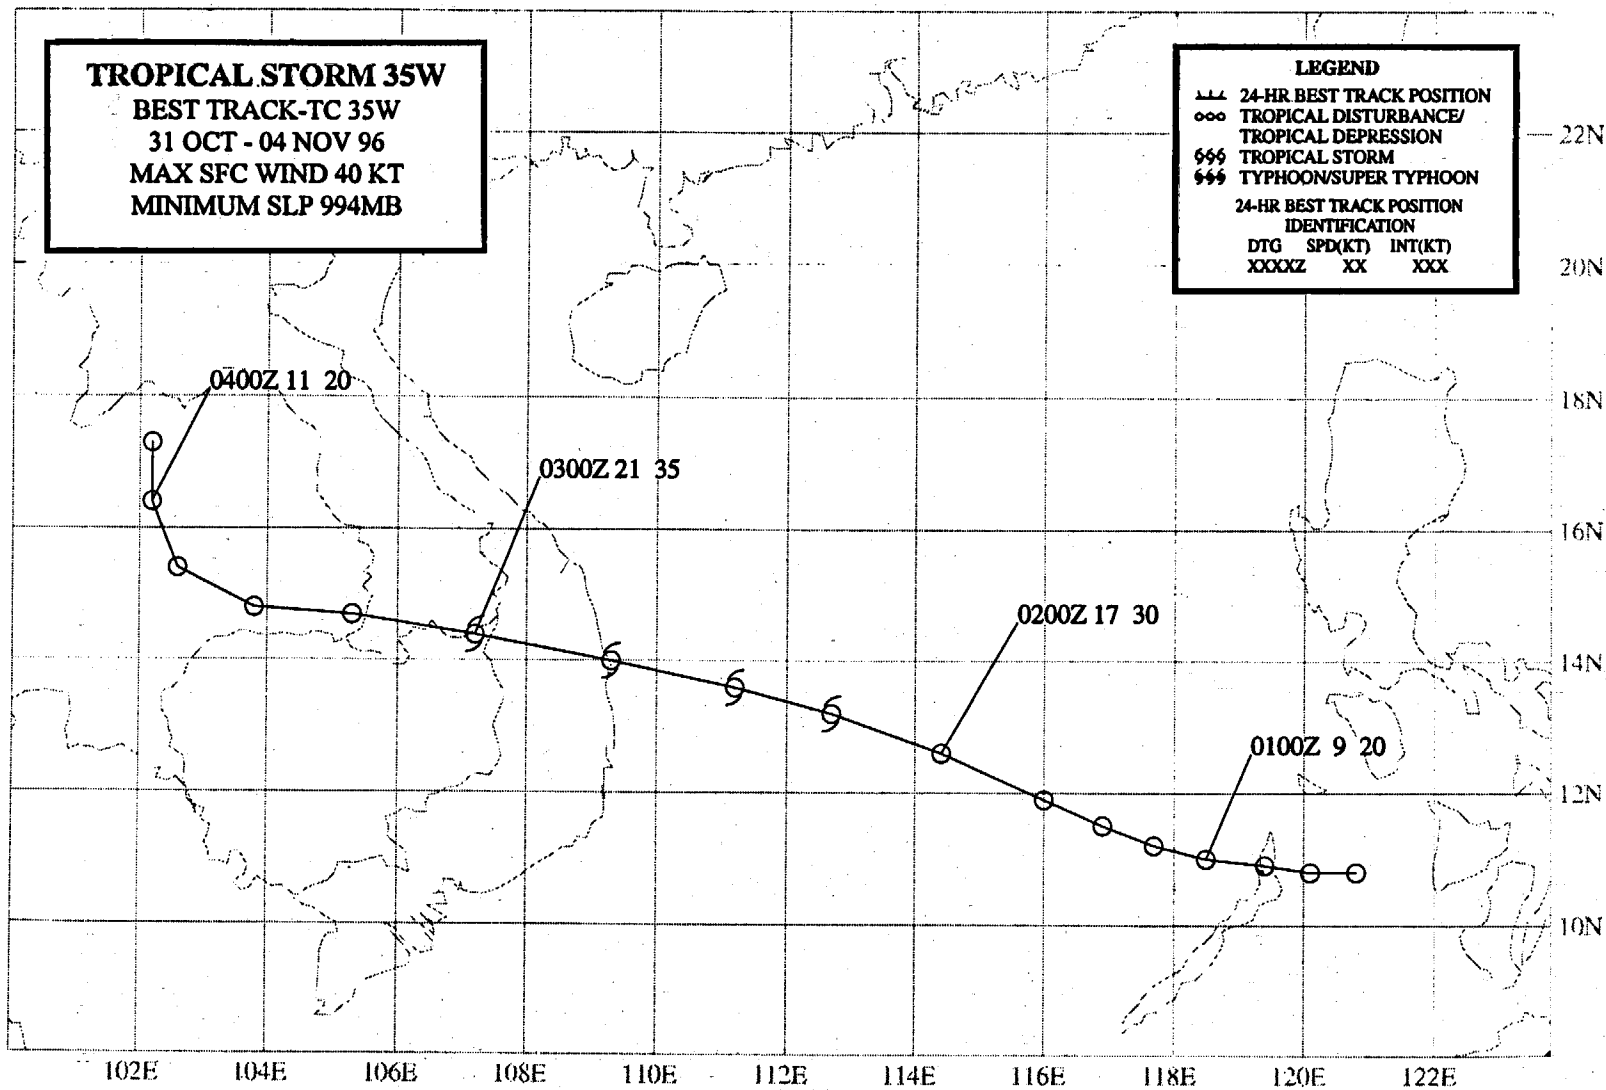 TROPICAL STORM 35W
BEST TRACK-TC 35W
31 OCT - 04 NOV 96
MAX SFC WIND 40 KT
MINIMUM SLP 994MB
LEGEND
24-HR BEST TRACK POSITION
TROPICAL DISTURBANCE/
TROPICAL DEPRESSION
TROPICAL STORM
TYPHOON/SUPER TYPHOON
24-HR BEST TRACK POSITION
IDENTIFICATION
DTG SPD(KT) INT(KT)
XXXXZ XX XXX
22N
20N
0400Z 11 20
18N
0300Z 21 35
16N
0200Z 17 30
14N
0100Z 9 20
12N
10N
102E 104E 106E 108E 110E 112E 114E 116E 118E 120E 122E